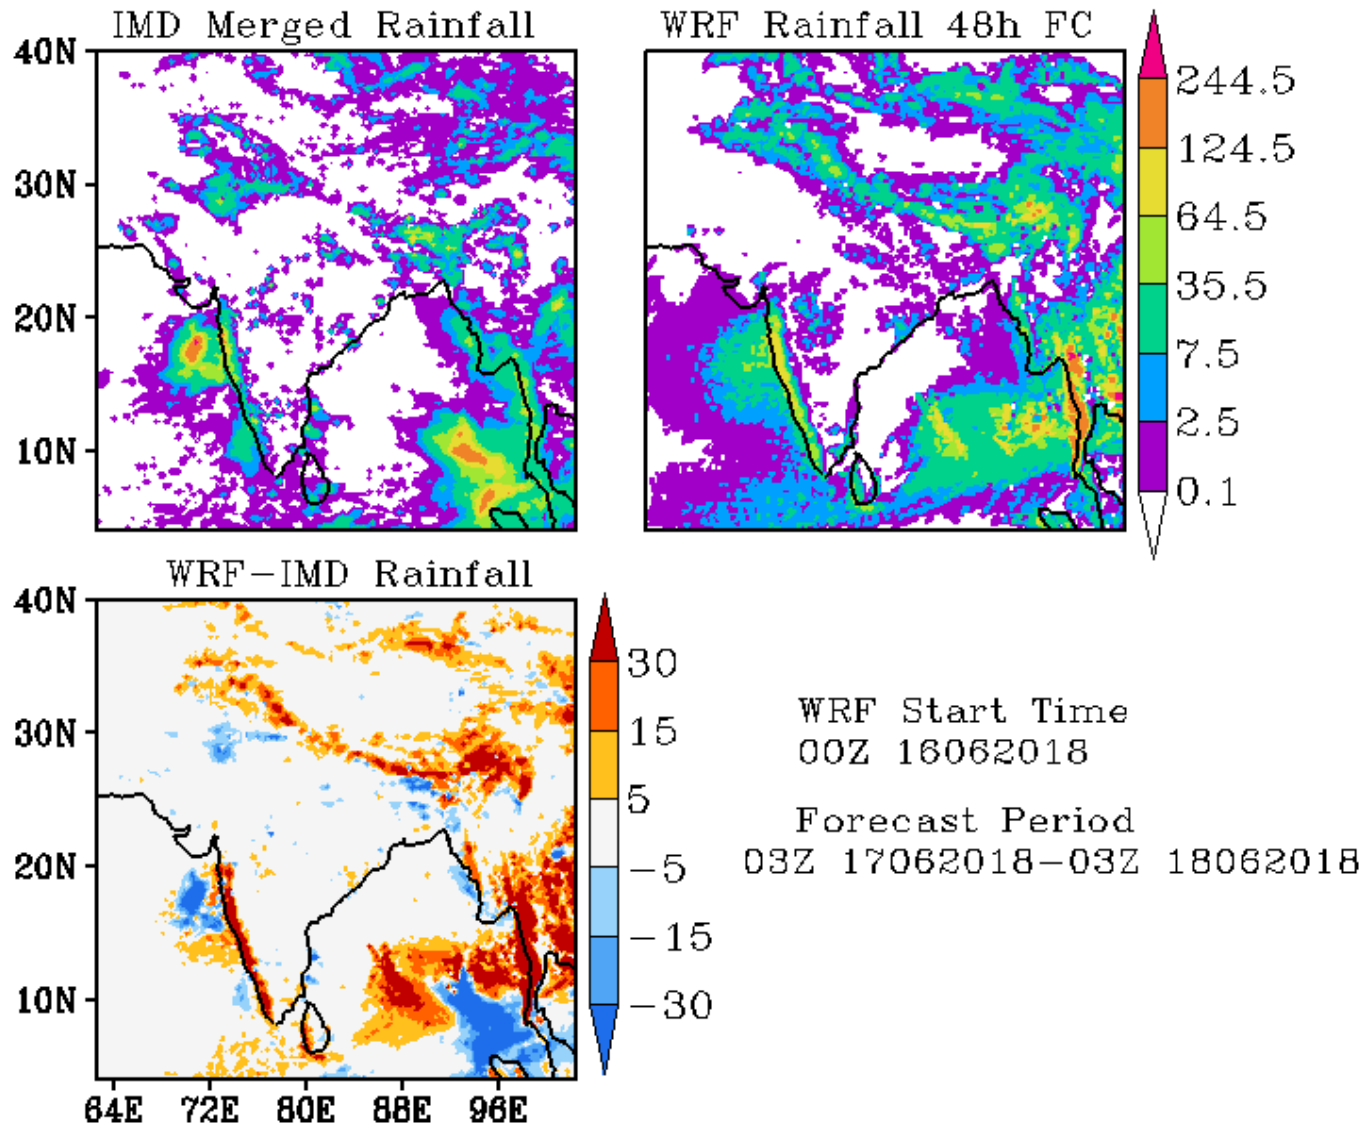 IMD Merged Rainfall
WRF Rainfall 48h FC
40N
30N
20N
10N
244.5
124.5
64.5
35.5
7.5
2.5
0.1
WRF-IMD Rainfall
40N
30N
20N
10N
64E 72E 80E 88E 96E
30
15
5
-5
-15
-30
WRF Start Time
00Z 16062018
Forecast Period
03Z 17062018-03Z 18062018